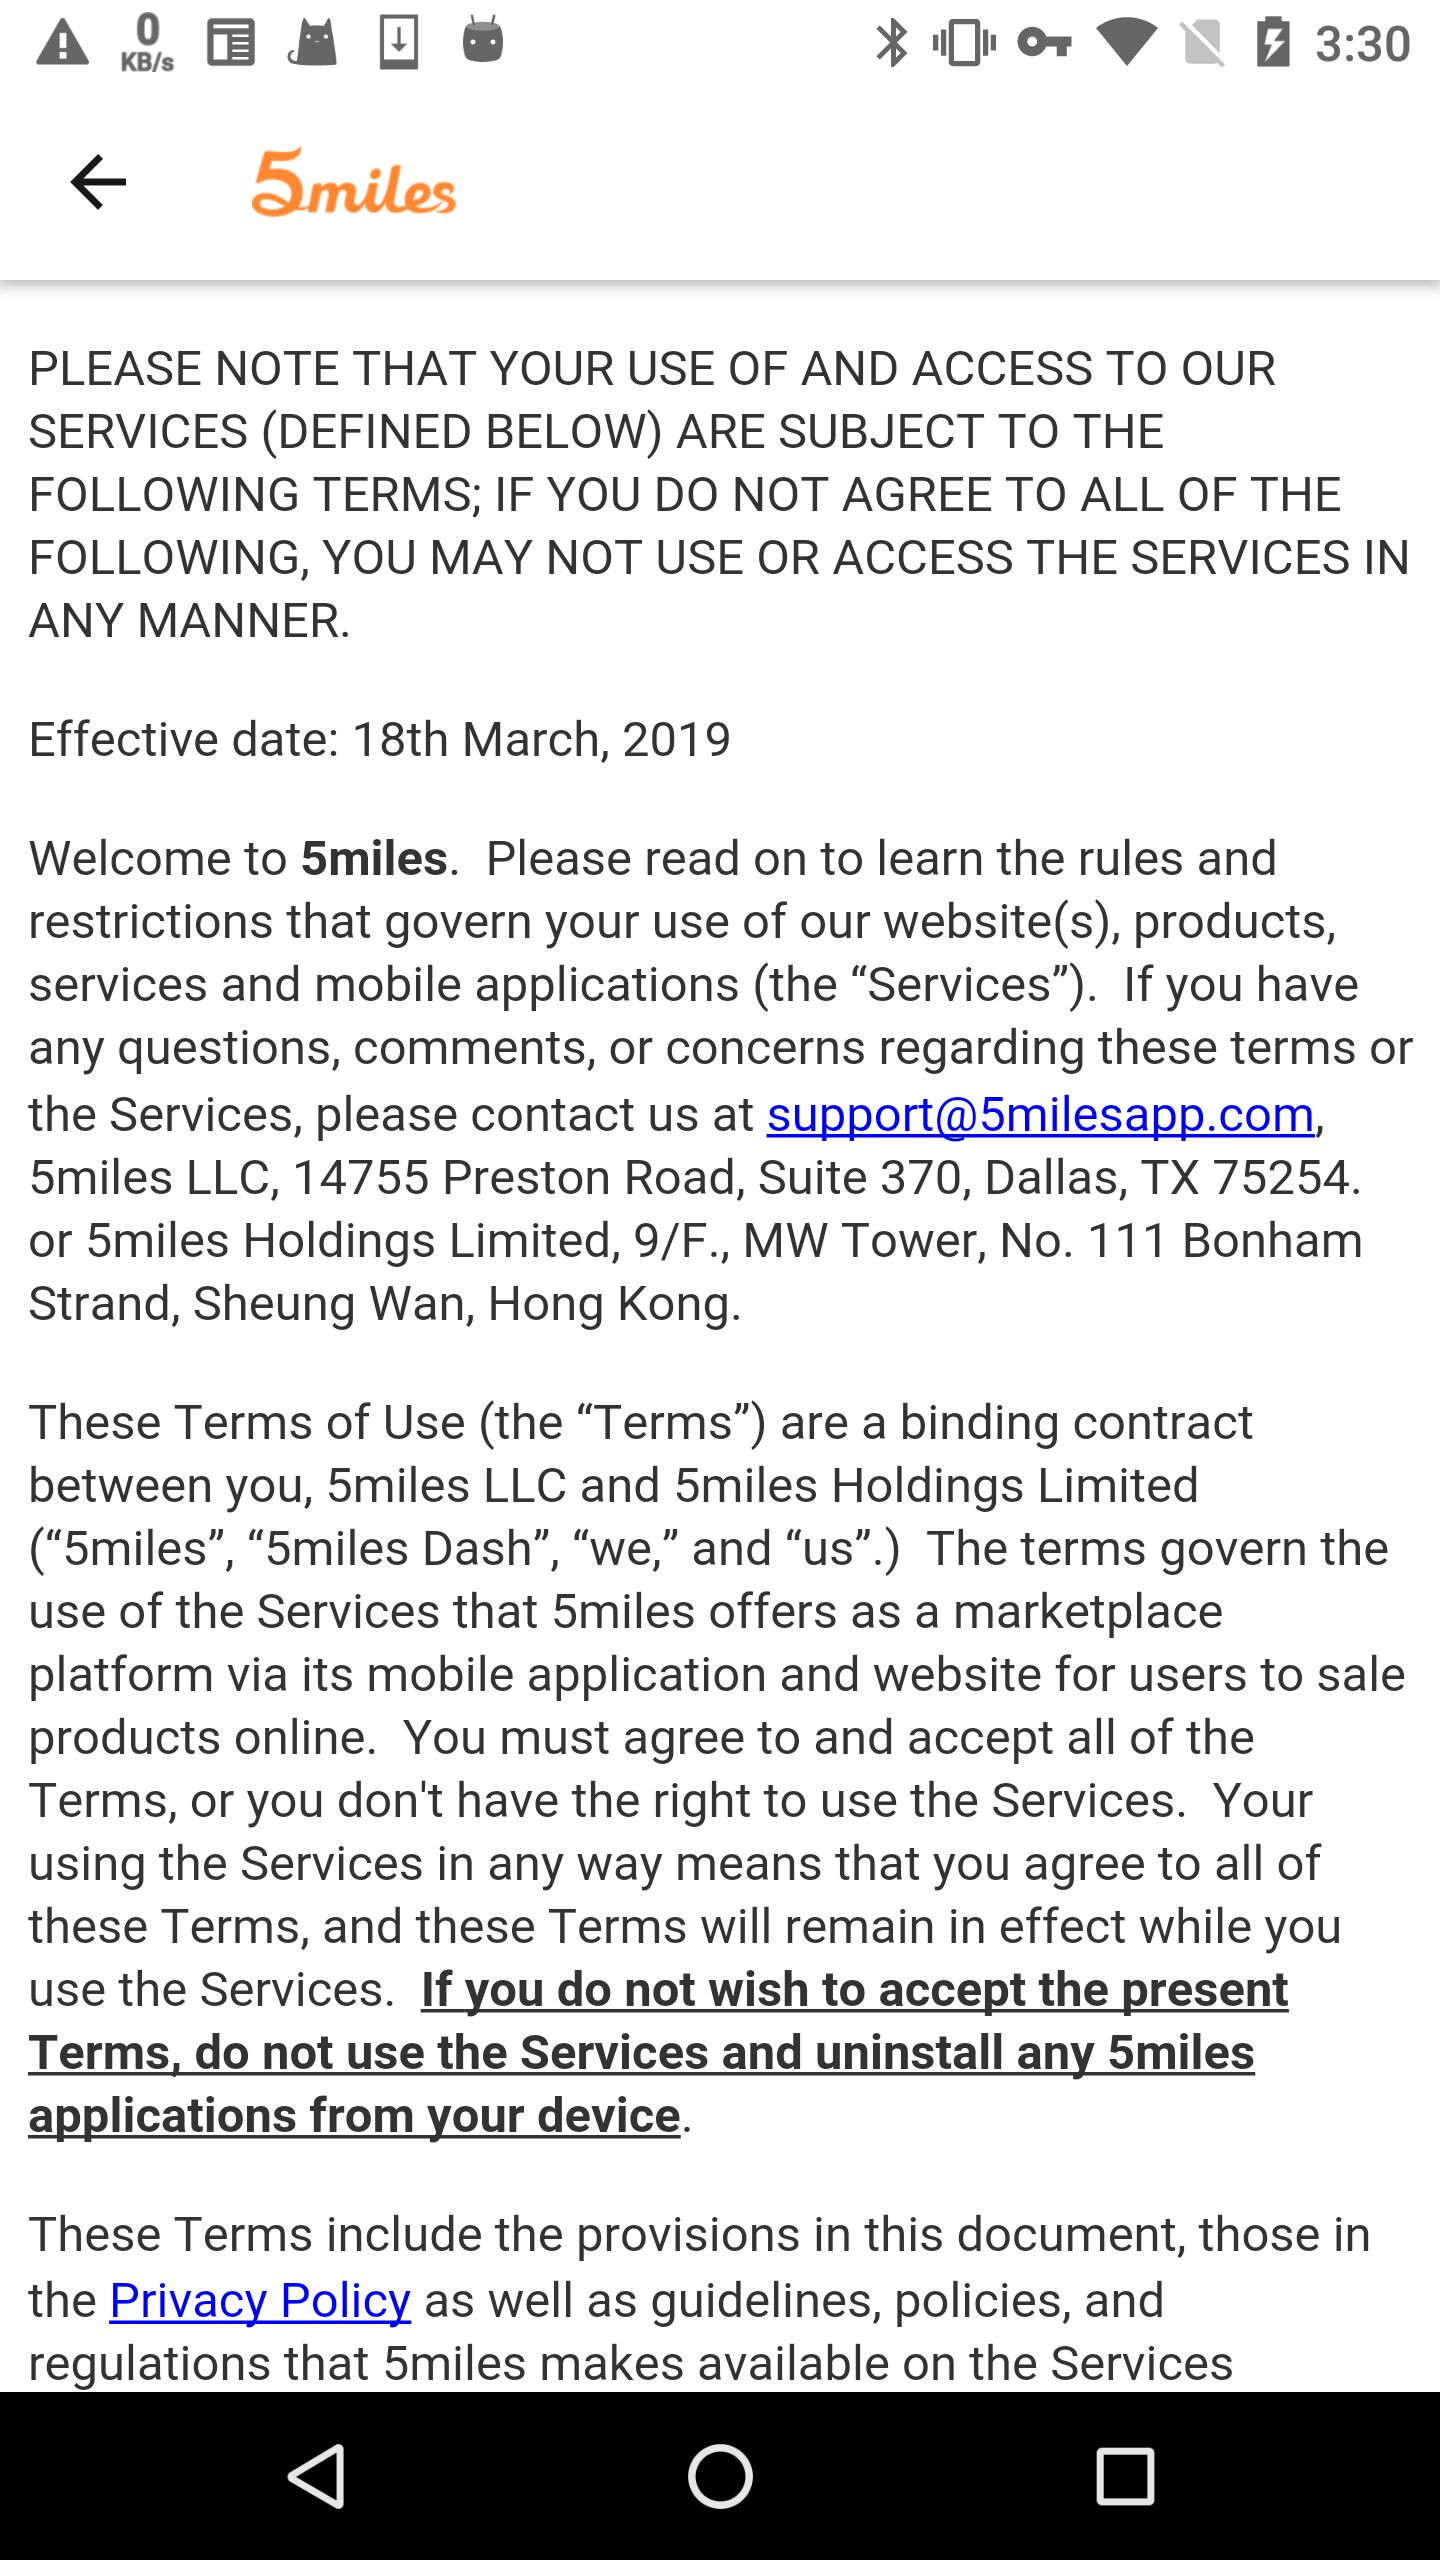 0
KB/s
3:30
5miles
PLEASE NOTE THAT YOUR USE OF AND ACCESS TO OUR
SERVICES (DEFINED BELOW) ARE SUBJECT TO THE
FOLLOWING TERMS; IF YOU DO NOT AGREE TO ALL OF THE
FOLLOWING, YOU MAY NOT USE OR ACCESS THE SERVICES IN
ANY MANNER.
Effective date: 18th March, 2019
Welcome to 5miles.  Please read on to learn the rules and
restrictions that govern your use of our website(s), products,
services and mobile applications (the “Services”).  If you have
any questions, comments, or concerns regarding these terms or
the Services, please contact us at support@5milesapp.com,
5miles LLC, 14755 Preston Road, Suite 370, Dallas, TX 75254.
or 5miles Holdings Limited, 9/F., MW Tower, No. 111 Bonham
Strand, Sheung Wan, Hong Kong.
These Terms of Use (the “Terms”) are a binding contract
between you, 5miles LLC and 5miles Holdings Limited
(“5miles”, “5miles Dash”, “we,” and “us”.)  The terms govern the
use of the Services that 5miles offers as a marketplace
platform via its mobile application and website for users to sale
products online.  You must agree to and accept all of the
Terms, or you don't have the right to use the Services.  Your
using the Services in any way means that you agree to all of
these Terms, and these Terms will remain in effect while you
use the Services.  If you do not wish to accept the present
Terms, do not use the Services and uninstall any 5miles
applications from your device.
These Terms include the provisions in this document, those in
the Privacy Policy as well as guidelines, policies, and
regulations that 5miles makes available on the Services